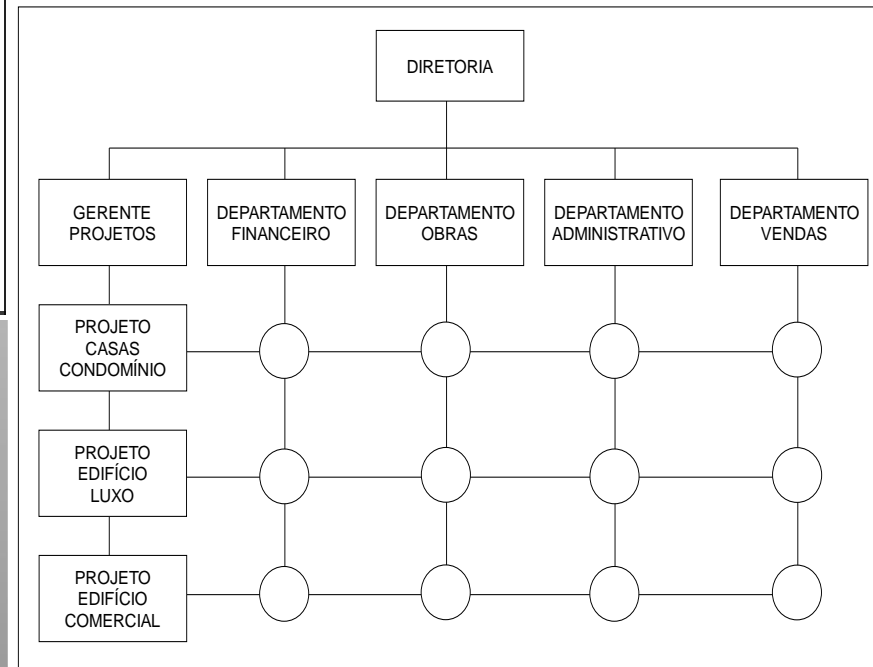 DIRETORIA
GERENTE
PROJETOS
DEPARTAMENTO
FINANCEIRO
DEPARTAMENTO
OBRAS
DEPARTAMENTO
ADMINISTRATIVO
DEPARTAMENTO
VENDAS
PROJETO
CASAS
CONDOMÍNIO
PROJETO
EDIFÍCIO
LUXO
PROJETO
EDIFÍCIO
COMERCIAL